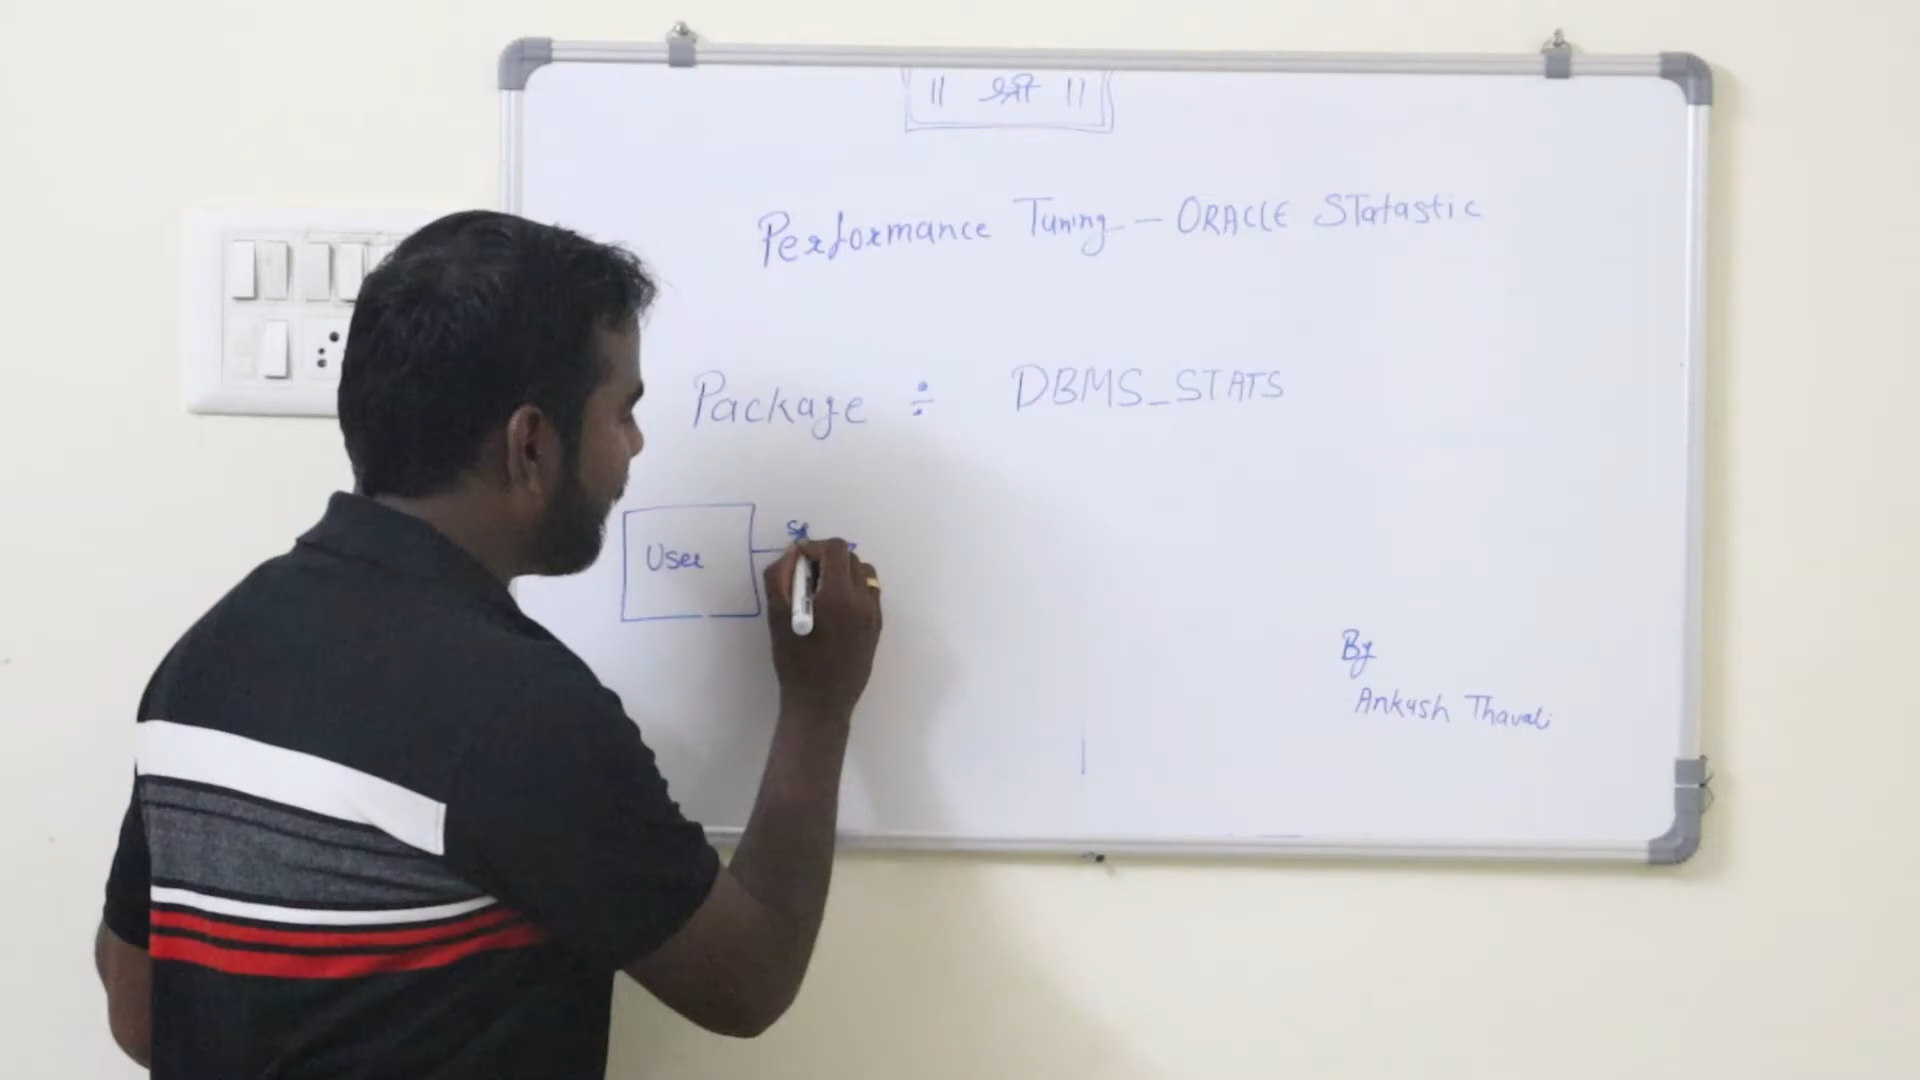 ॥ श्री ॥
Performance Tuning - ORACLE STatastic
Package ÷ DBMS_STATS
User
By
Ankush Thavali